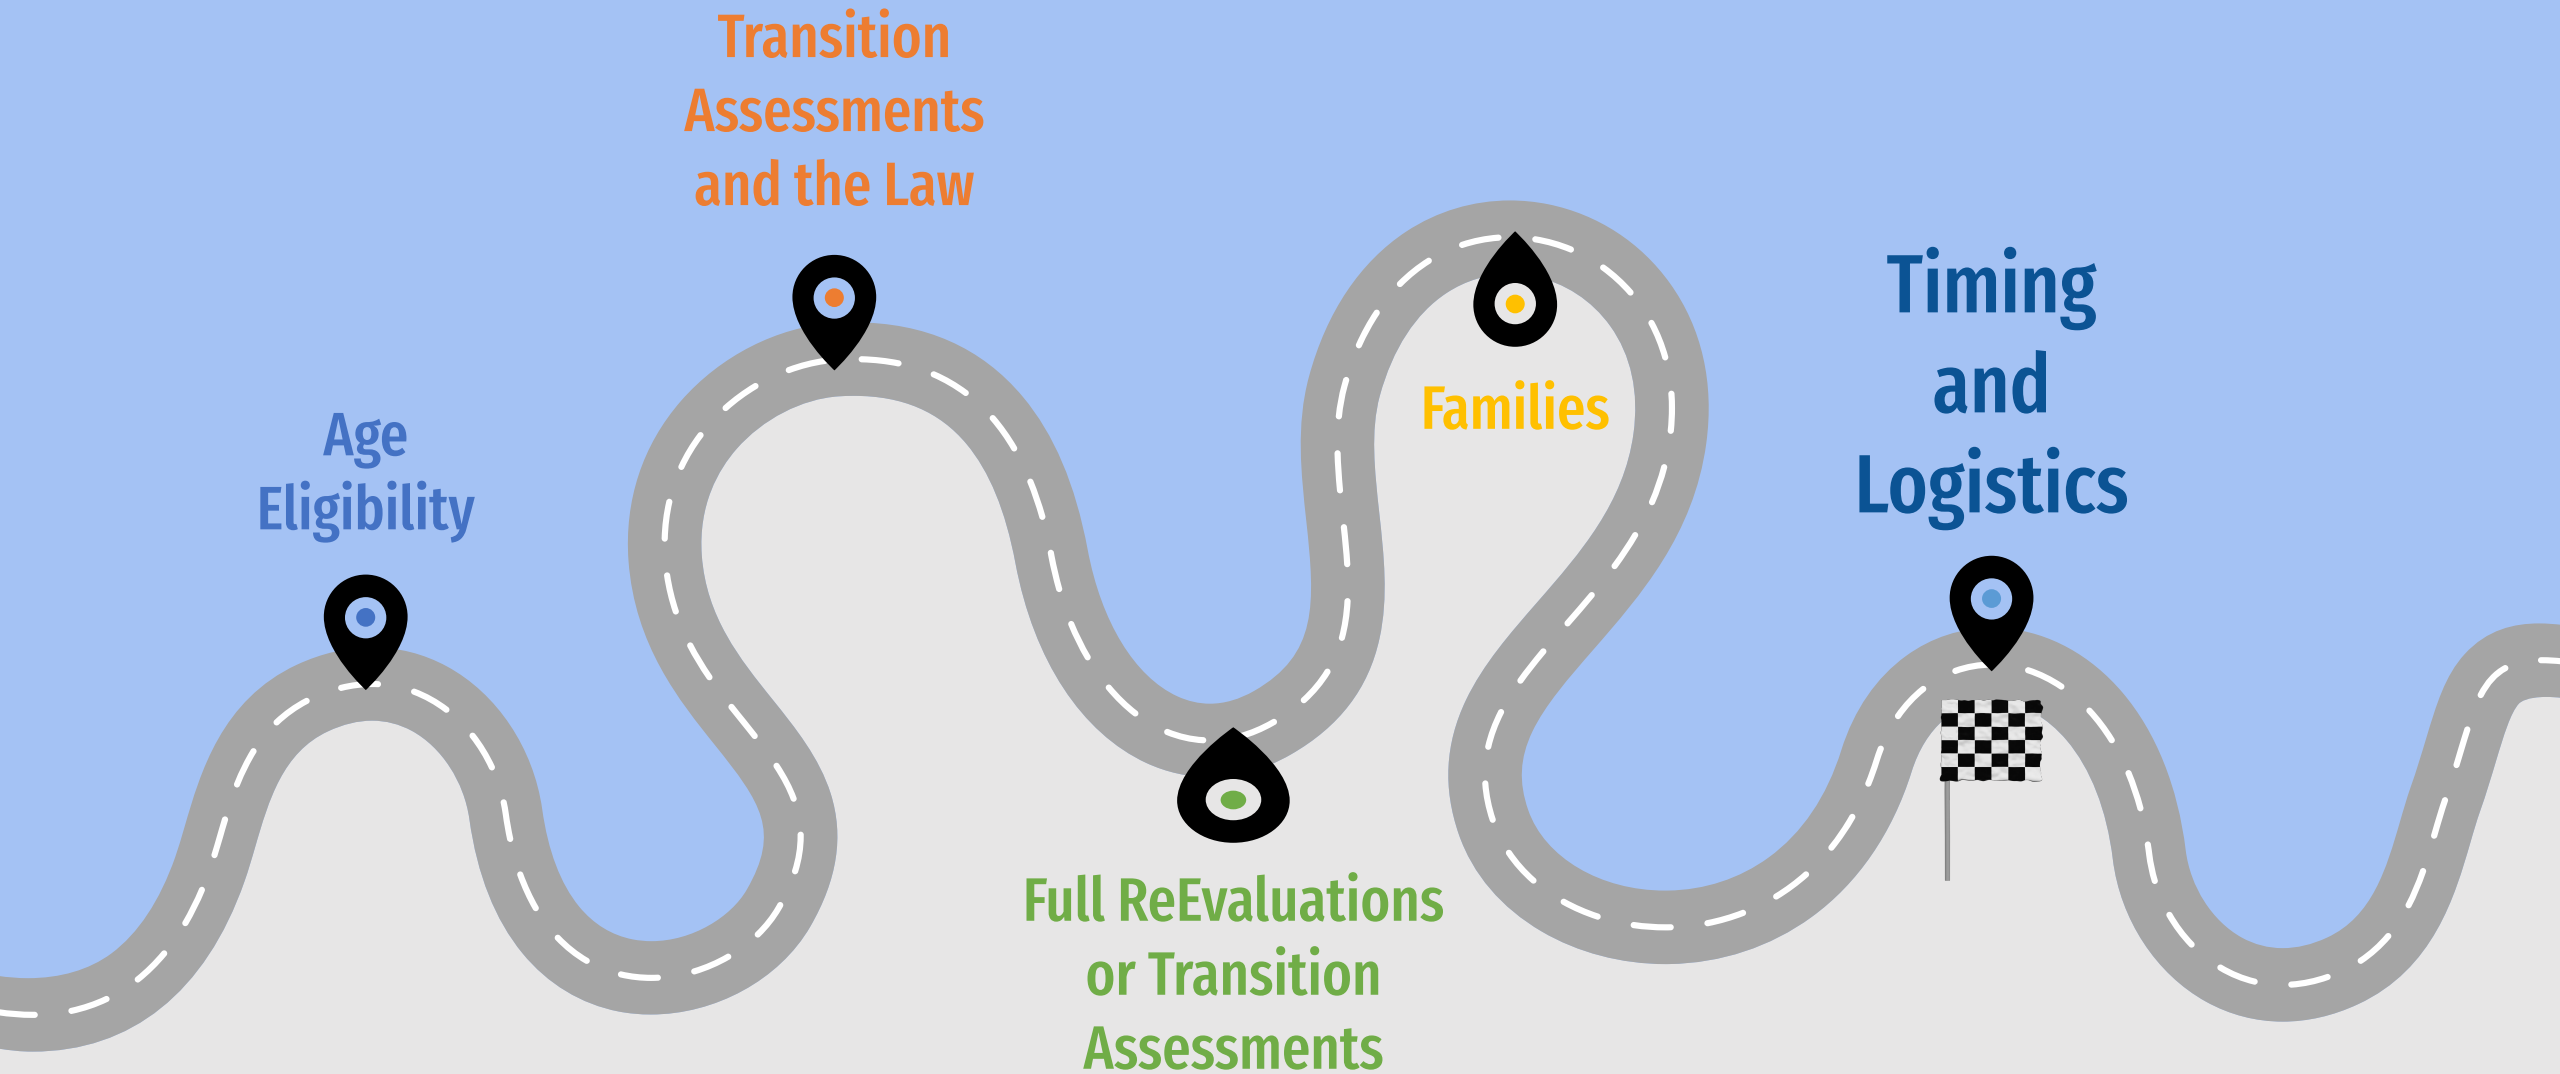 Age
Eligibility
Transition
Assessments
and the Law
Full ReEvaluations
or Transition
Assessments
Families
Timing
and
Logistics